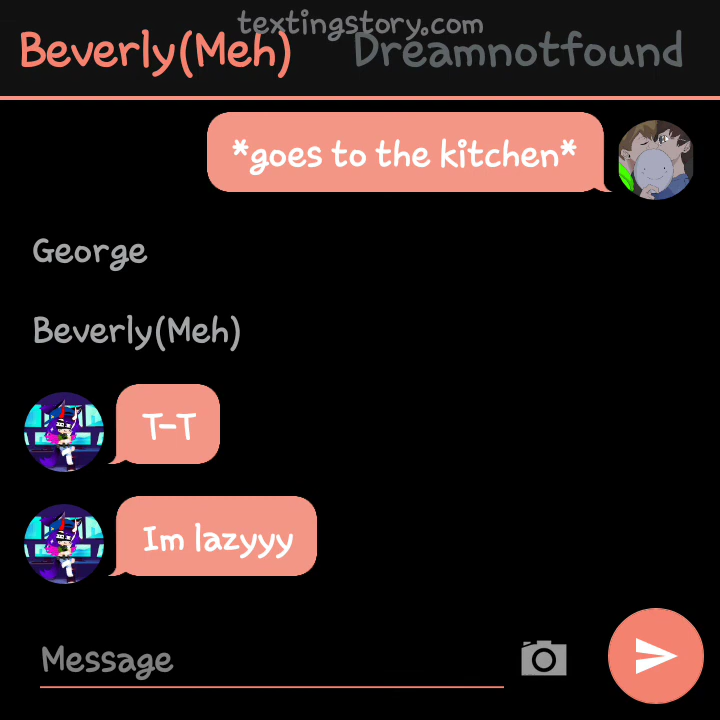 textingstory.com
Beverly(Meh) Dreamnotfound
*goes to the kitchen*
George
Beverly(Meh)
T-T
Im lazyyy
Message